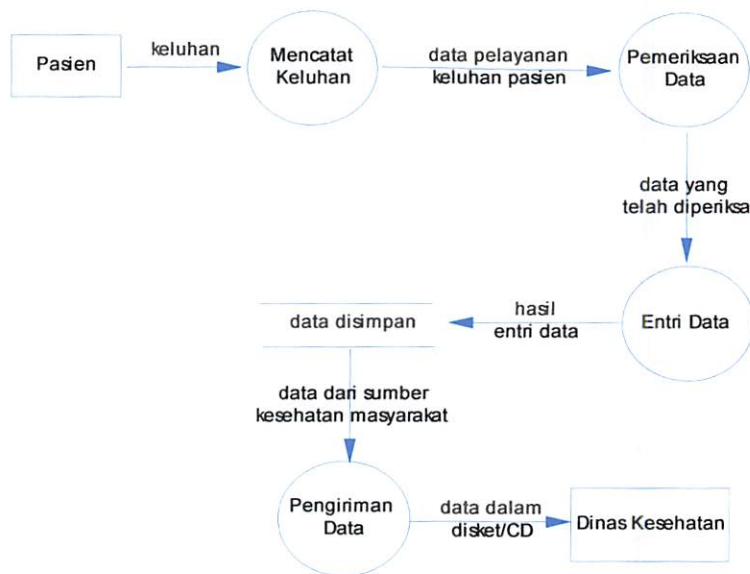 Pasien
keluhan
Mencatat
Keluhan
data pelayanan
keluhan pasien
Pemeriksaan
Data
data yang
telah diperiksa
Entri Data
hasil
entri data
data disimpan
data dari sumber
kesehatan masyarakat
Pengiriman
Data
data dalam
disket/CD
Dinas Kesehatan